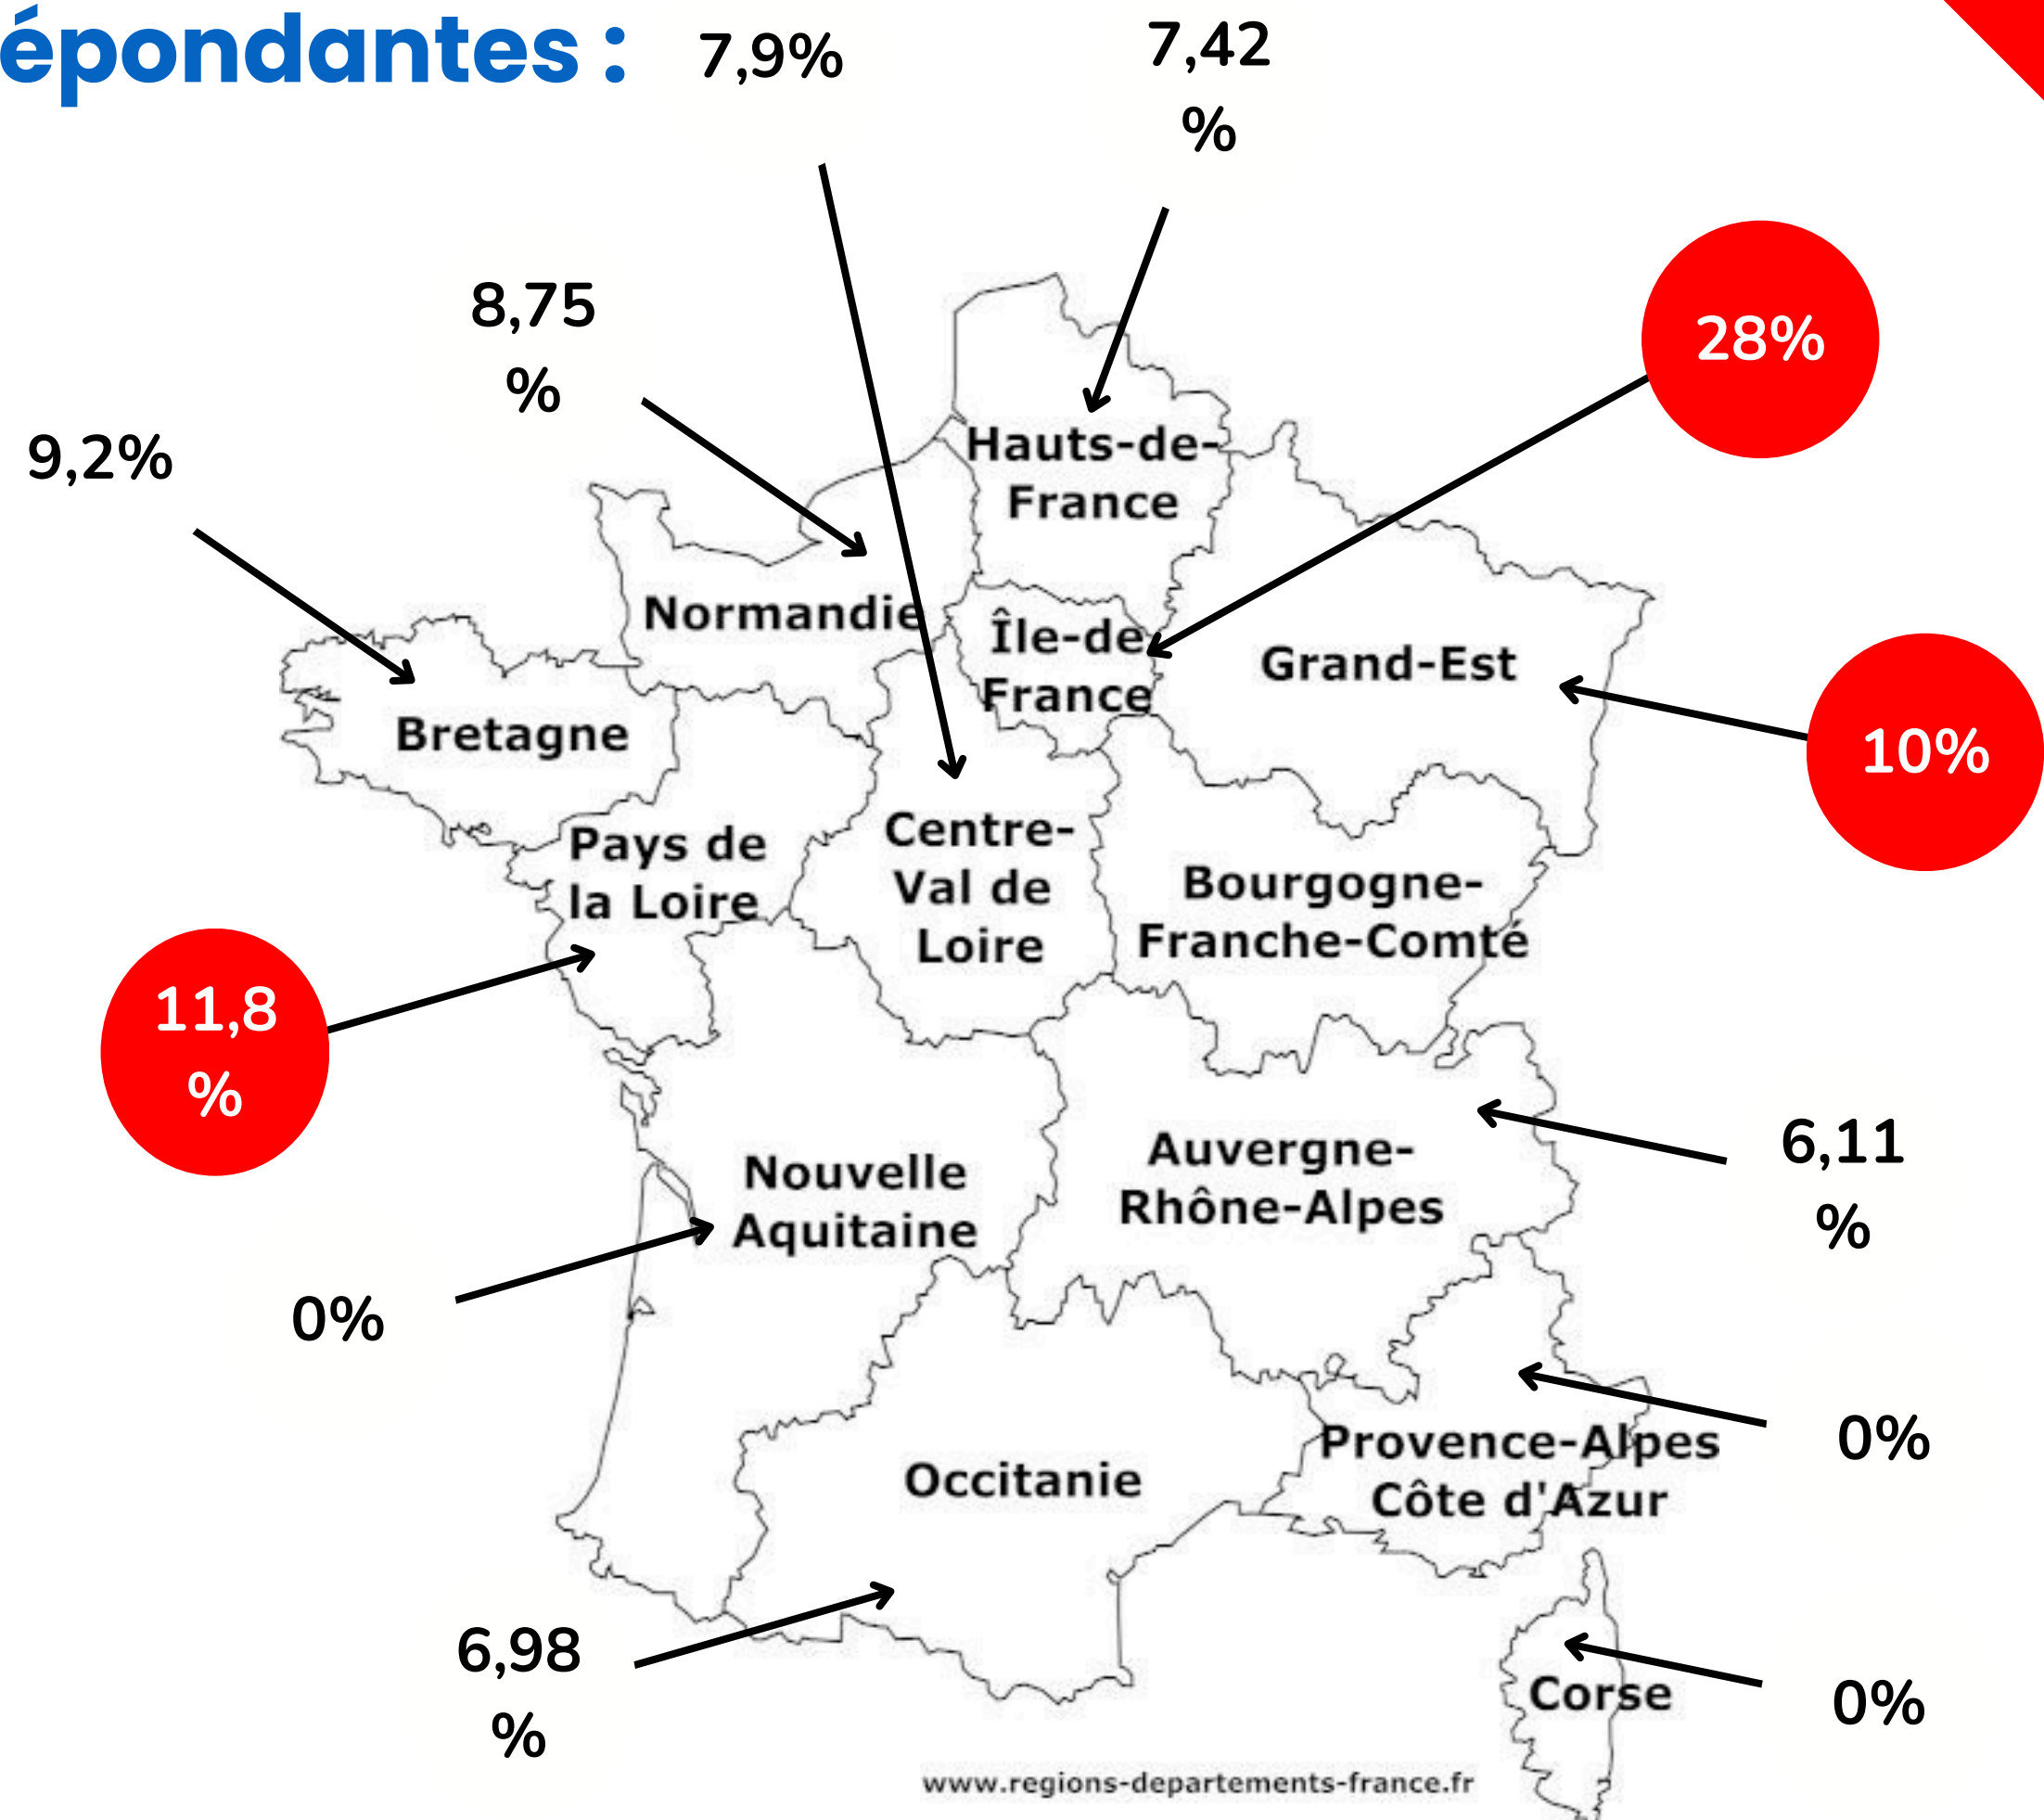 épondantes :
7,9%
7,42
%
8,75
%
28%
9,2%
Hauts-de-
France
Normandie
Île-de
France
Grand-Est
Bretagne
10%
Pays de
la Loire
Centre-
Val de
Loire
Bourgogne-
Franche-Comté
11,8
%
6,11
%
Nouvelle
Aquitaine
Auvergne-
Rhône-Alpes
0%
0%
Occitanie
Provence-Alpes
Côte d'Azur
6,98
%
Corse
0%
www.regions-departements-france.fr